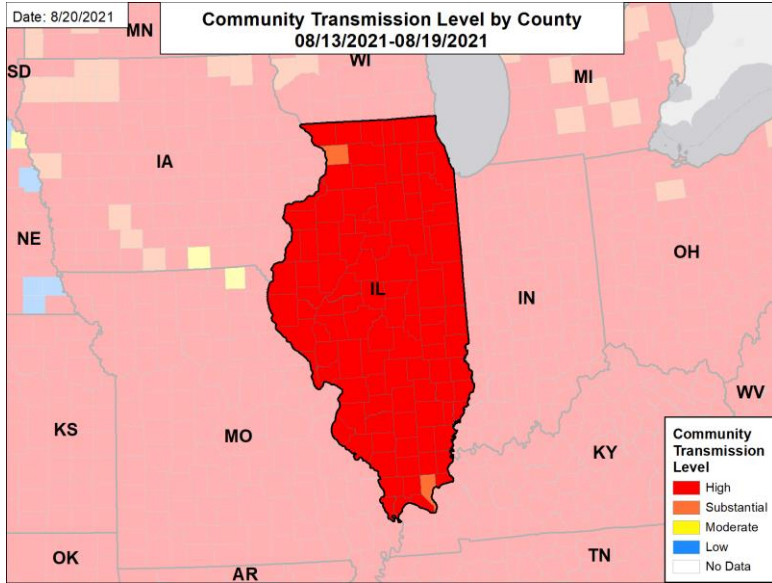 Date: 8/20/2021
Community Transmission Level by County
08/13/2021-08/19/2021
MN
WI
SD
MI
IA
NE
OH
IL
IN
WV
KS
MO
KY
OK
AR
TN
Community
Transmission
Level
High
Substantial
Moderate
Low
No Data